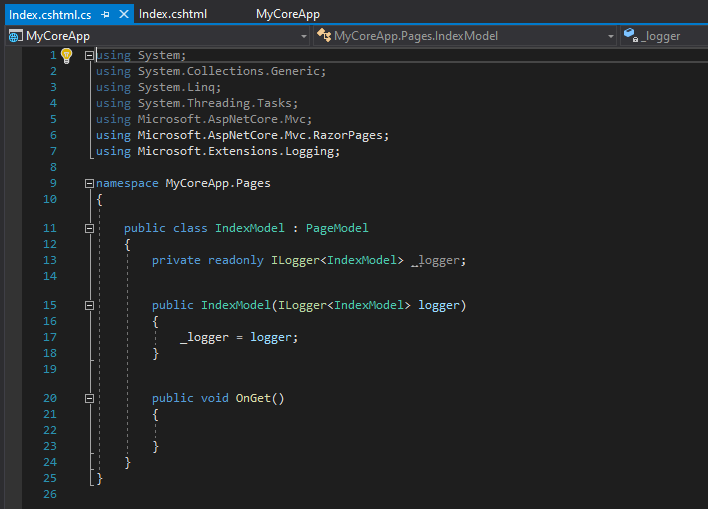 Index.cshtml.cs Index.cshtml MyCoreApp
MyCoreApp MyCoreApp.Pages.IndexModel _logger
1 using System;
2 using System.Collections.Generic;
3 using System.Linq;
4 using System.Threading.Tasks;
5 using Microsoft.AspNetCore.Mvc;
6 using Microsoft.AspNetCore.Mvc.RazorPages;
7 using Microsoft.Extensions.Logging;
8
9 namespace MyCoreApp.Pages
10 {
11 public class IndexModel : PageModel
12 {
13 private readonly ILogger<IndexModel> _logger;
14
15 public IndexModel(ILogger<IndexModel> logger)
16 {
17 _logger = logger;
18 }
19
20 public void OnGet()
21 {
22
23 }
24 }
25 }
26